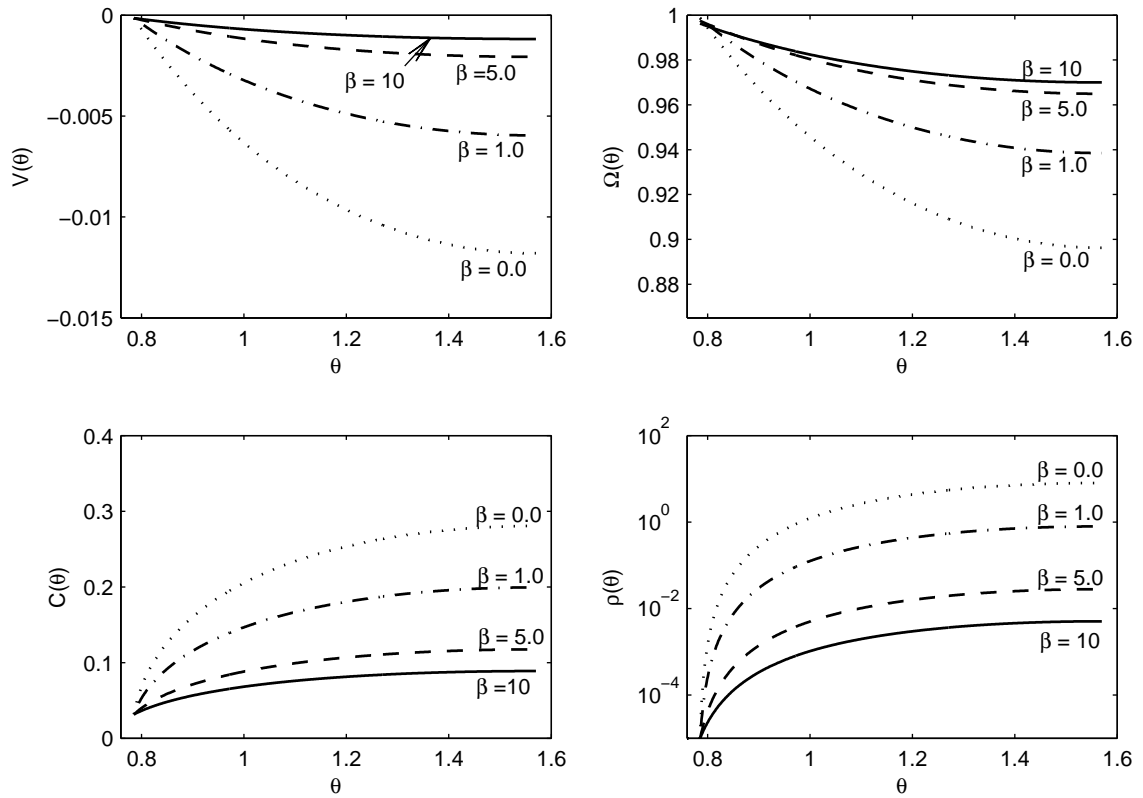 0
−0.005
−0.01
−0.015
0.8
1
1.2
1.4
1.6
V(θ)
θ
β = 10
β =5.0
β = 1.0
β = 0.0
1
0.98
0.96
0.94
0.92
0.9
0.88
0.8
1
1.2
1.4
1.6
Ω(θ)
θ
β = 10
β = 5.0
β = 1.0
β = 0.0
0.4
0.3
0.2
0.1
0
0.8
1
1.2
1.4
1.6
C(θ)
θ
β = 0.0
β = 1.0
β = 5.0
β =10
10^2
10^0
10^−2
10^−4
0.8
1
1.2
1.4
1.6
ρ(θ)
θ
β = 0.0
β = 1.0
β = 5.0
β = 10